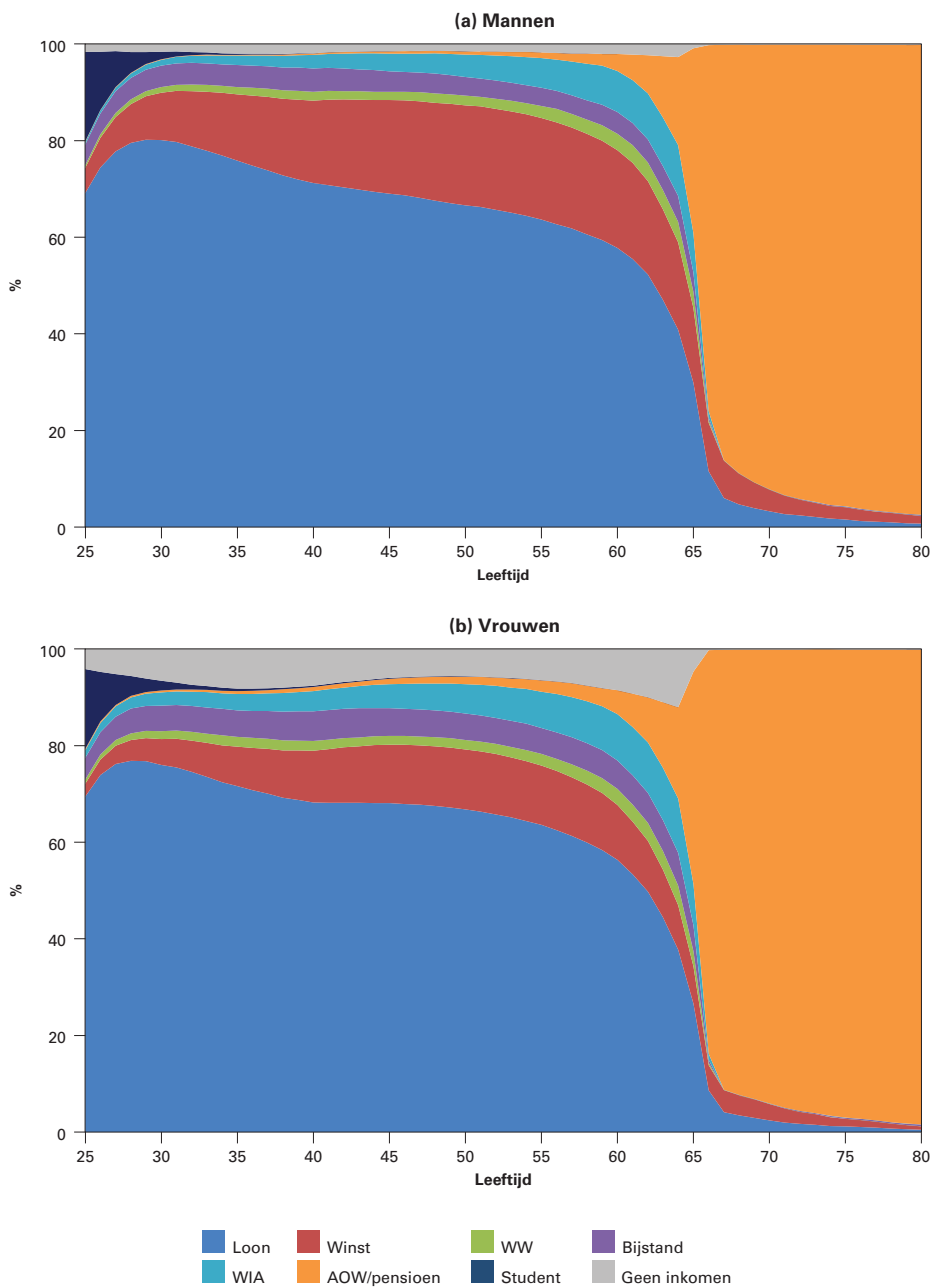 (a) Mannen
100
80
60
40
20
0
%
25 30 35 40 45 50 55 60 65 70 75 80
Leeftijd
(b) Vrouwen
100
80
60
40
20
0
%
25 30 35 40 45 50 55 60 65 70 75 80
Leeftijd
Loon Winst WW Bijstand
WIA AOW/pensioen Student Geen inkomen